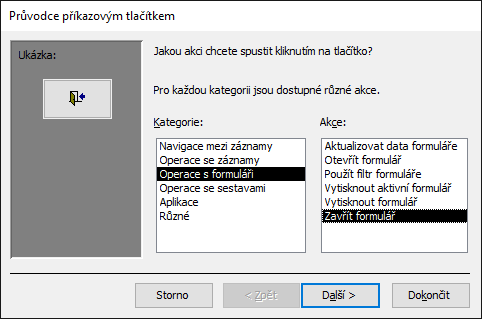 Průvodce příkazovým tlačítkem
Ukázka:
Jakou akci chcete spustit kliknutím na tlačítko?
Pro každou kategorii jsou dostupné různé akce.
Kategorie:
Navigace mezi záznamy
Operace se záznamy
Operace s formuláři
Operace se sestavami
Aplikace
Různé
Akce:
Aktualizovat data formuláře
Otevřít formulář
Použít filtr formuláře
Vytisknout aktivní formulář
Vytisknout formulář
Zavřít formulář
Storno
< Zpět
Další >
Dokončit